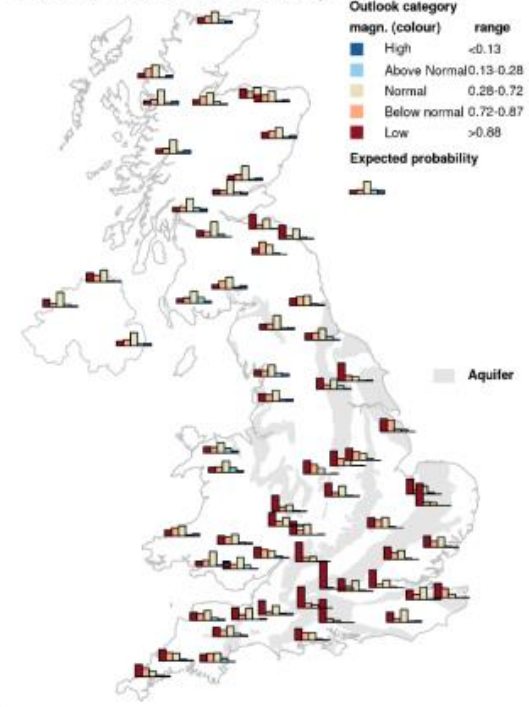 Outlook category
magn. (colour) range
High <0.13
Above Normal 0.13-0.28
Normal 0.28-0.72
Below normal 0.72-0.87
Low >0.88
Expected probability
Aquifer